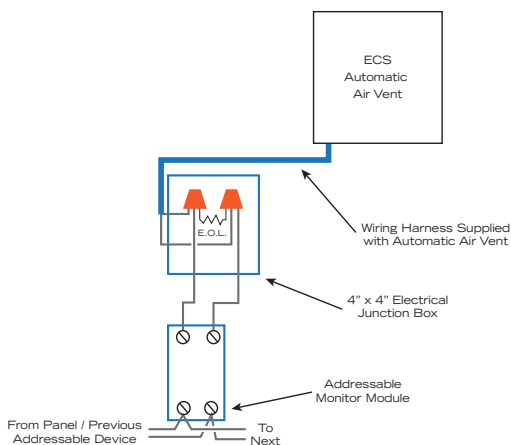 ECS
Automatic
Air Vent
E.O.L.
Wiring Harness Supplied
with Automatic Air Vent
4” x 4” Electrical
Junction Box
Addressable
Monitor Module
From Panel / Previous
Addressable Device
To
Next